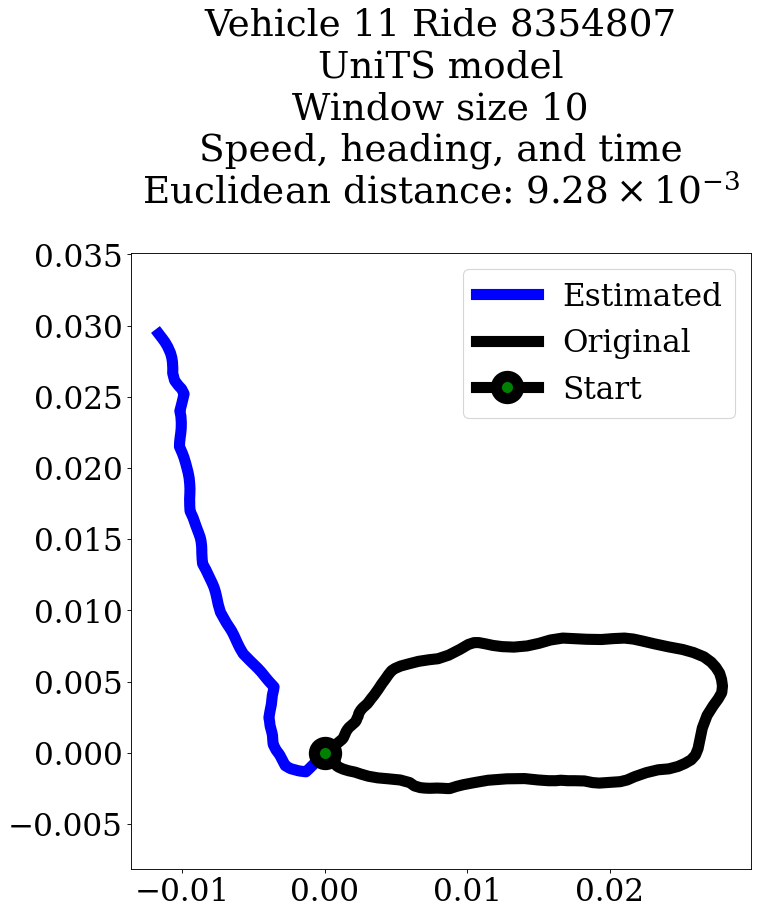 Vehicle 11 Ride 8354807
UniTS model
Window size 10
Speed, heading, and time
Euclidean distance: 9.28 × 10⁻³
0.035
0.030
0.025
0.020
0.015
0.010
0.005
0.000
−0.005
Estimated
Original
Start
−0.01 0.00 0.01 0.02